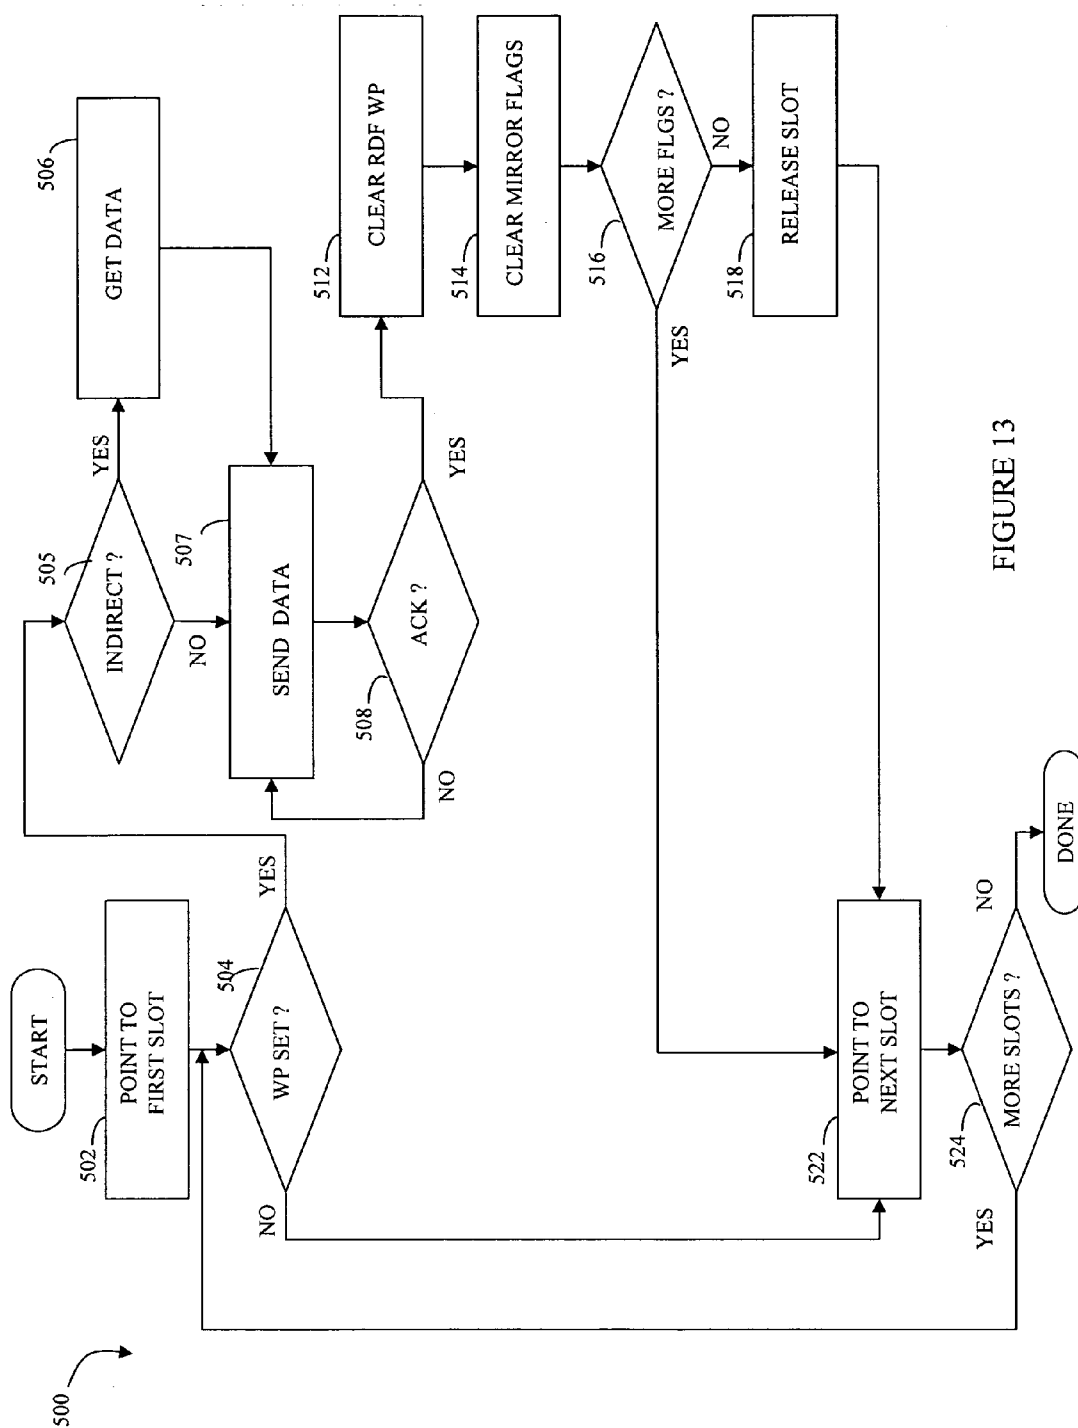 500
START
502
POINT TO
FIRST SLOT
504
WP SET ?
YES
NO
505
INDIRECT ?
YES
NO
506
GET DATA
507
SEND DATA
508
ACK ?
YES
NO
512
CLEAR RDF WP
514
CLEAR MIRROR FLAGS
516
MORE FLGS ?
YES
NO
518
RELEASE SLOT
522
POINT TO
NEXT SLOT
524
MORE SLOTS ?
YES
NO
DONE
FIGURE 13